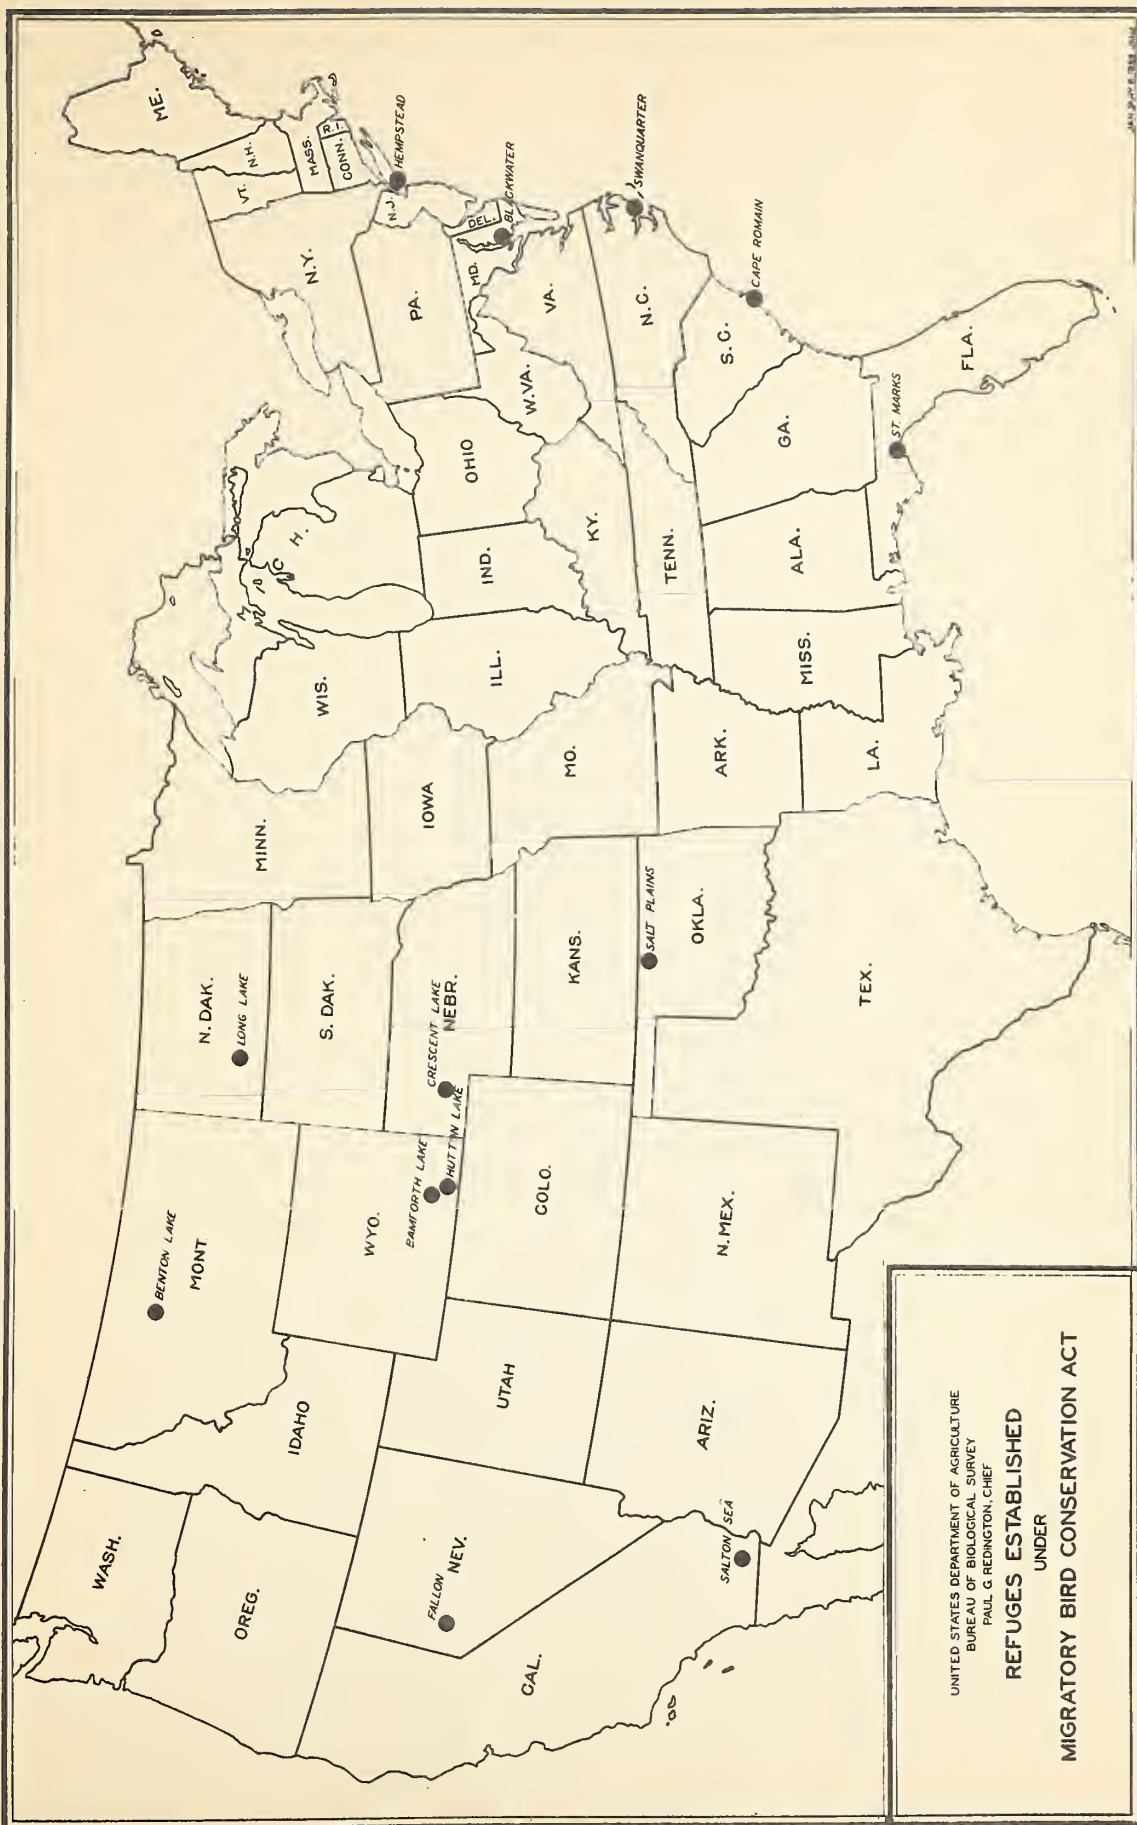 WASH.
OREG.
CAL.
NEV.
FALLON
SALTON SEA
IDAHO
UTAH
ARIZ.
MONT
BENTON LAKE
WYO.
BAMFORTH LAKE
HUTTON LAKE
COLO.
N.MEX.
N. DAK.
LONG LAKE
S. DAK.
CRESCENT LAKE
NEBR.
KANS.
SALT PLAINS
OKLA.
TEX.
MINN.
IOWA
MO.
ARK.
LA.
WIS.
ILL.
MISS.
MICH.
IND.
KY.
TENN.
ALA.
OHIO
W.VA.
GA.
ST. MARKS
FLA.
S.C.
CAPE ROMAIN
N.C.
SWANQUARTER
VA.
MD.
DEL.
BLACKWATER
PA.
N.J.
HEMPSTEAD
N.Y.
VT.
N.H.
ME.
MASS.
CONN.
R.I.
UNITED STATES DEPARTMENT OF AGRICULTURE
BUREAU OF BIOLOGICAL SURVEY
PAUL G. REDINGTON, CHIEF
REFUGES ESTABLISHED
UNDER
MIGRATORY BIRD CONSERVATION ACT